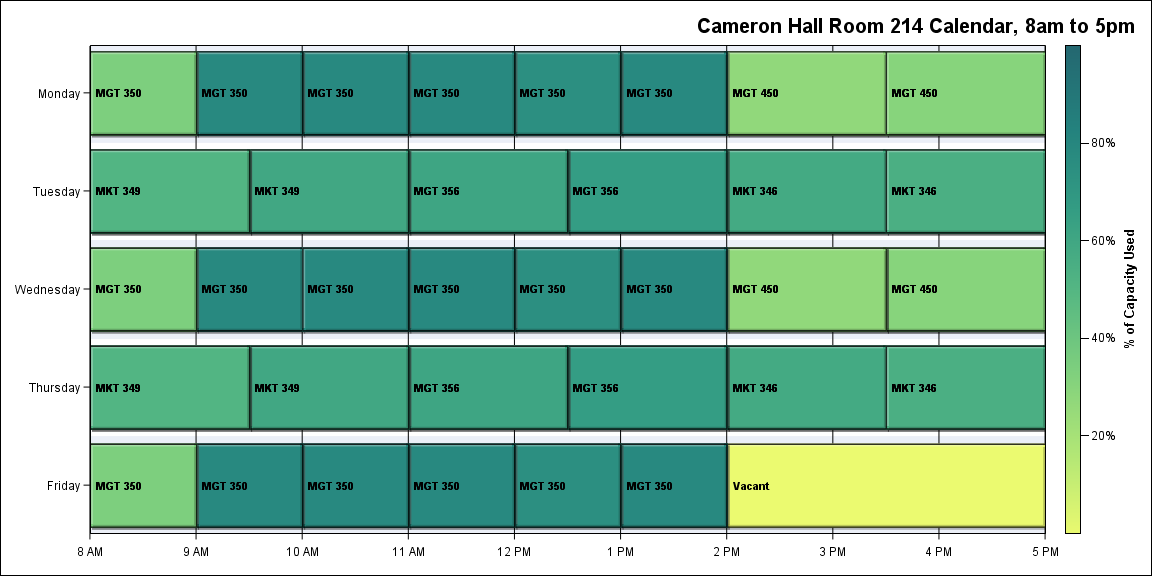 Cameron Hall Room 214 Calendar, 8am to 5pm
Monday MGT 350 MGT 350 MGT 350 MGT 350 MGT 350 MGT 350 MGT 450 MGT 450
Tuesday MKT 349 MKT 349 MGT 356 MGT 356 MKT 346 MKT 346
Wednesday MGT 350 MGT 350 MGT 350 MGT 350 MGT 350 MGT 350 MGT 450 MGT 450
Thursday MKT 349 MKT 349 MGT 356 MGT 356 MKT 346 MKT 346
Friday MGT 350 MGT 350 MGT 350 MGT 350 MGT 350 MGT 350 Vacant
8 AM 9 AM 10 AM 11 AM 12 PM 1 PM 2 PM 3 PM 4 PM 5 PM
80%
60%
40%
20%
% of Capacity Used